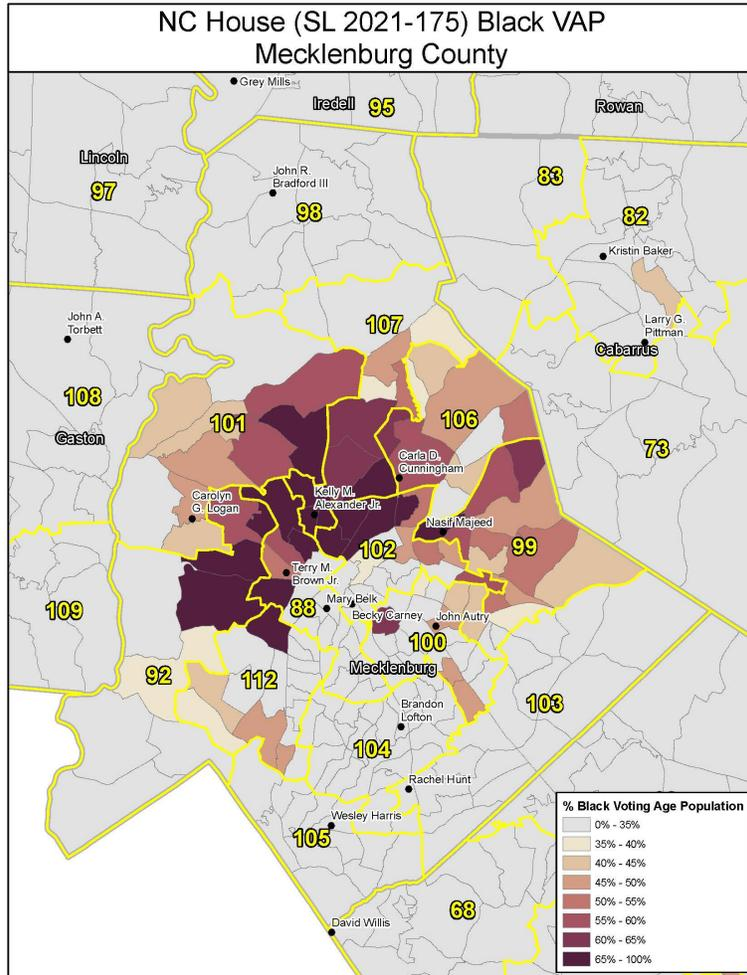 NC House (SL 2021-175) Black VAP
Mecklenburg County
Grey Mills
Iredell
95
Rowan
Lincoln
97
John R.
Bradford III
98
83
82
Kristin Baker
John A.
Torbett
107
Larry G.
Pittman
Cabarrus
108
101
106
Gaston
73
Carla D.
Cunningham
Carolyn
G. Logan
Kelly M.
Alexander Jr.
Nasif Majeed
102
99
Terry M.
Brown Jr.
109
88
Mary Belk
Becky Carney
John Autry
100
Mecklenburg
92
112
103
Brandon
Lofton
104
Rachel Hunt
Wesley Harris
105
David Willis
68
% Black Voting Age Population
0% - 35%
35% - 40%
40% - 45%
45% - 50%
50% - 55%
55% - 60%
60% - 65%
65% - 100%